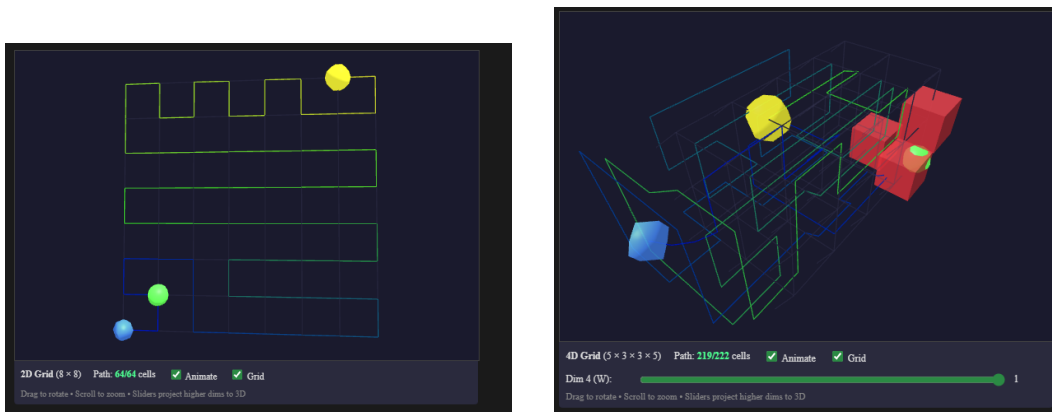 2D Grid (8 × 8) Path: 64/64 cells Animate Grid
Drag to rotate • Scroll to zoom • Sliders project higher dims to 3D
4D Grid (5 × 3 × 3 × 5) Path: 219/222 cells Animate Grid
Dim 4 (W): 1
Drag to rotate • Scroll to zoom • Sliders project higher dims to 3D